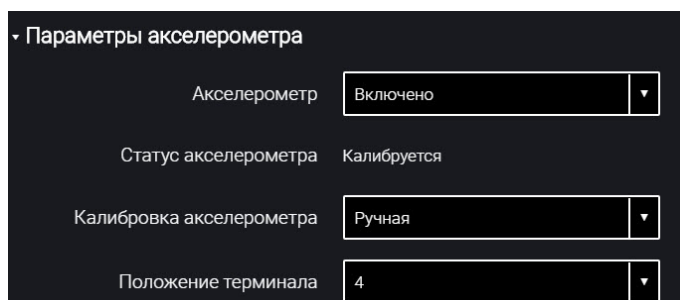 Параметры акселерометра
Акселерометр Включено
Статус акселерометра Калибруется
Калибровка акселерометра Ручная
Положение терминала 4